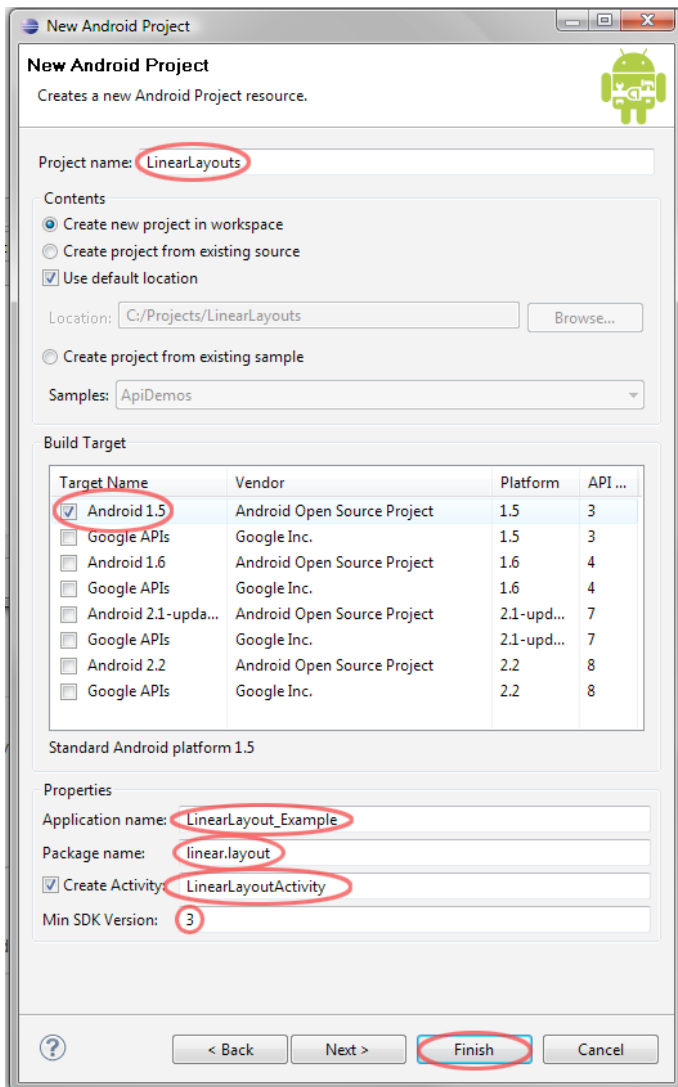 New Android Project
New Android Project
Creates a new Android Project resource.
Project name: LinearLayouts
Contents
Create new project in workspace
Create project from existing source
Use default location
Location: C:/Projects/LinearLayouts Browse...
Create project from existing sample
Samples: ApiDemos
Build Target
Target Name Vendor Platform API ...
Android 1.5 Android Open Source Project 1.5 3
Google APIs Google Inc. 1.5 3
Android 1.6 Android Open Source Project 1.6 4
Google APIs Google Inc. 1.6 4
Android 2.1-upda... Android Open Source Project 2.1-upd... 7
Google APIs Google Inc. 2.1-upd... 7
Android 2.2 Android Open Source Project 2.2 8
Google APIs Google Inc. 2.2 8
Standard Android platform 1.5
Properties
Application name: LinearLayout_Example
Package name: linear.layout
Create Activity: LinearLayoutActivity
Min SDK Version: 3
? < Back Next > Finish Cancel